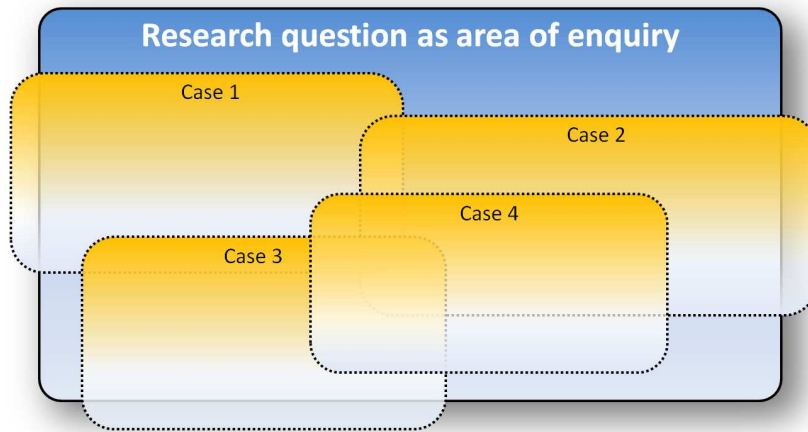 Research question as area of enquiry
Case 1
Case 2
Case 4
Case 3